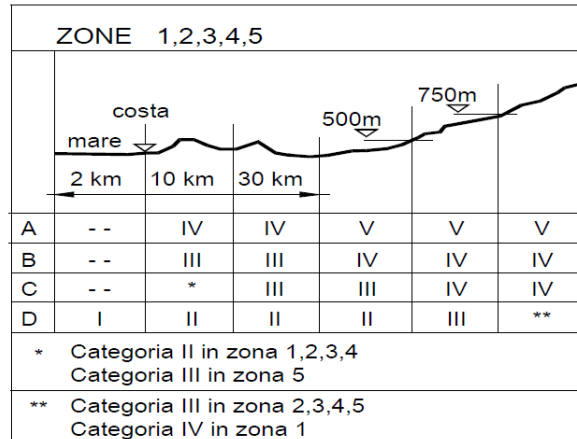 ZONE 1,2,3,4,5
750m
500m
costa
mare
2 km 10 km 30 km
A -- IV IV V V V
B -- III III IV IV IV
C -- * III III IV IV
D I II II II III **
* Categoria II in zona 1,2,3,4
Categoria III in zona 5
** Categoria III in zona 2,3,4,5
Categoria IV in zona 1